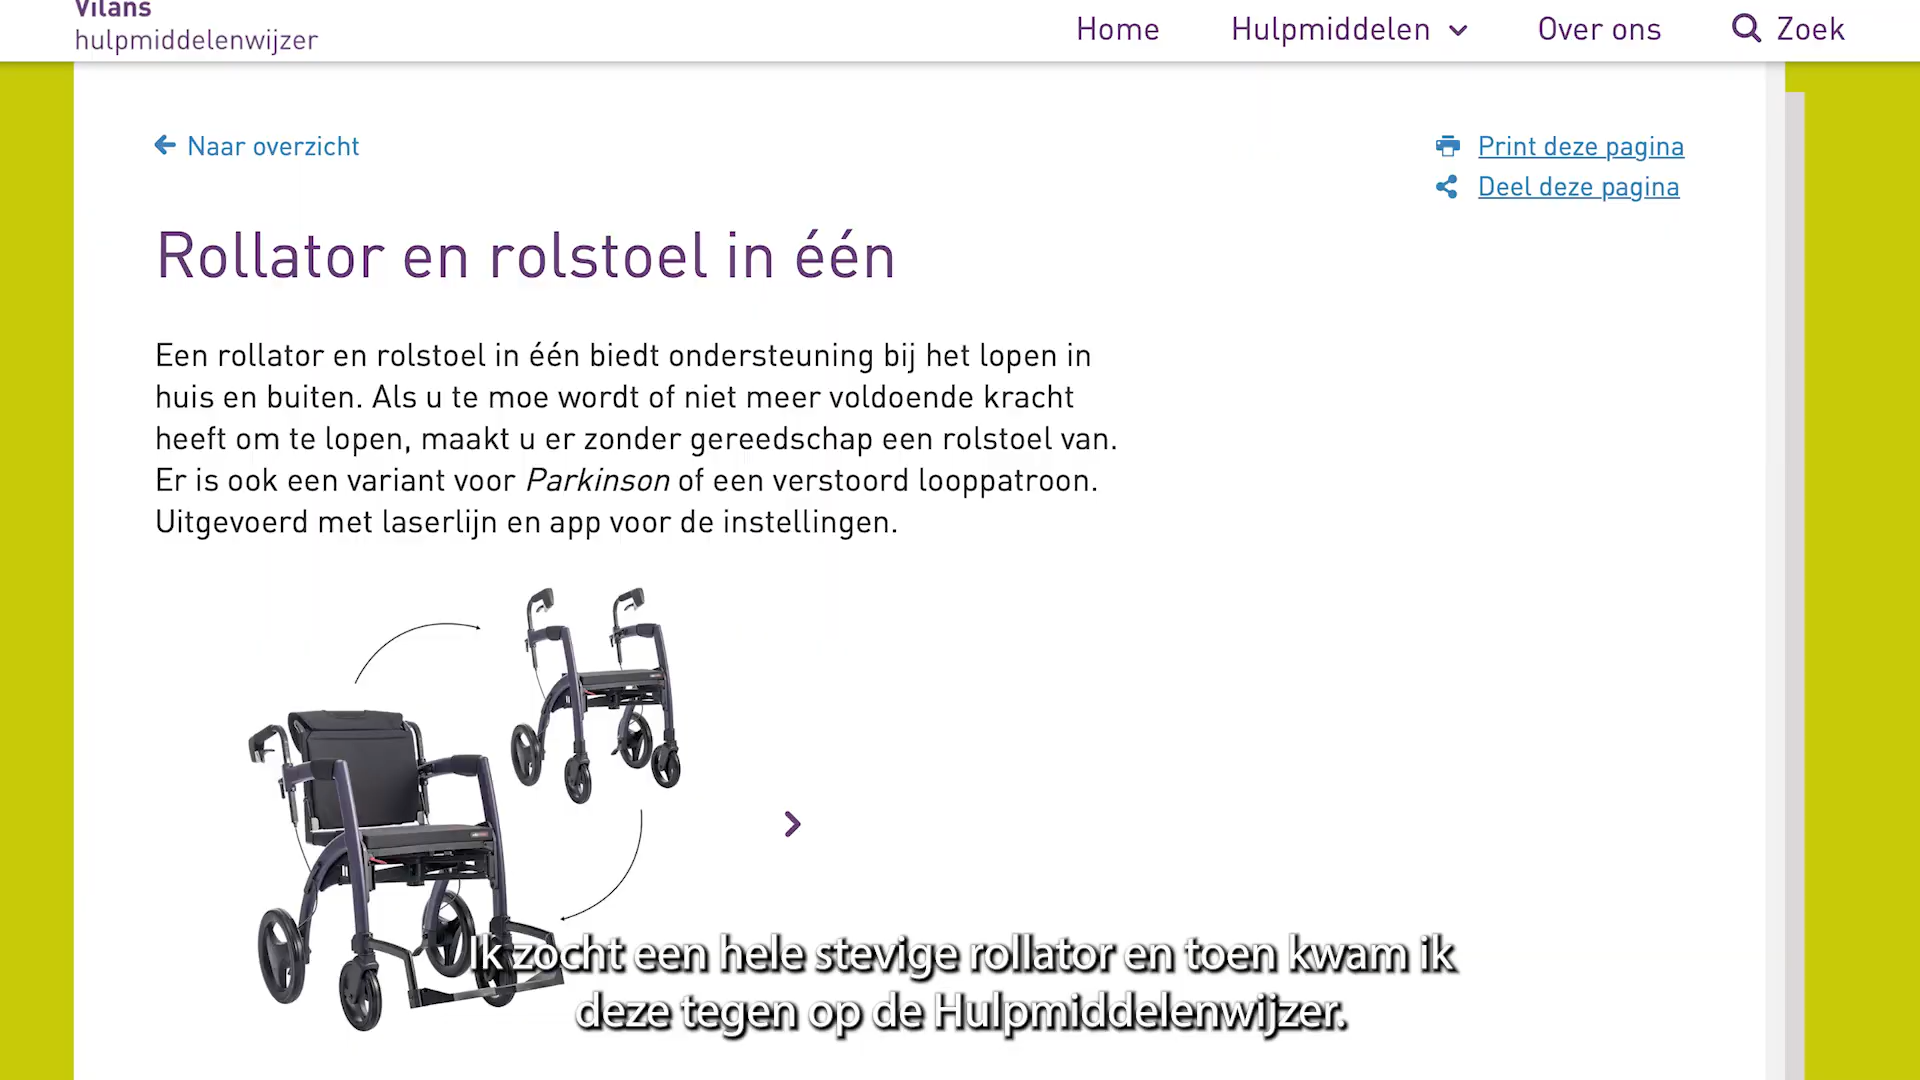 Vilans
hulpmiddelenwijzer
Home
Hulpmiddelen
Over ons
Zoek
Naar overzicht
Print deze pagina
Deel deze pagina
Rollator en rolstoel in één
Een rollator en rolstoel in één biedt ondersteuning bij het lopen in
huis en buiten. Als u te moe wordt of niet meer voldoende kracht
heeft om te lopen, maakt u er zonder gereedschap een rolstoel van.
Er is ook een variant voor Parkinson of een verstoord looppatroon.
Uitgevoerd met laserlijn en app voor de instellingen.
Ik zocht een hele stevige rollator en toen kwam ik
deze tegen op de Hulpmiddelenwijzer.